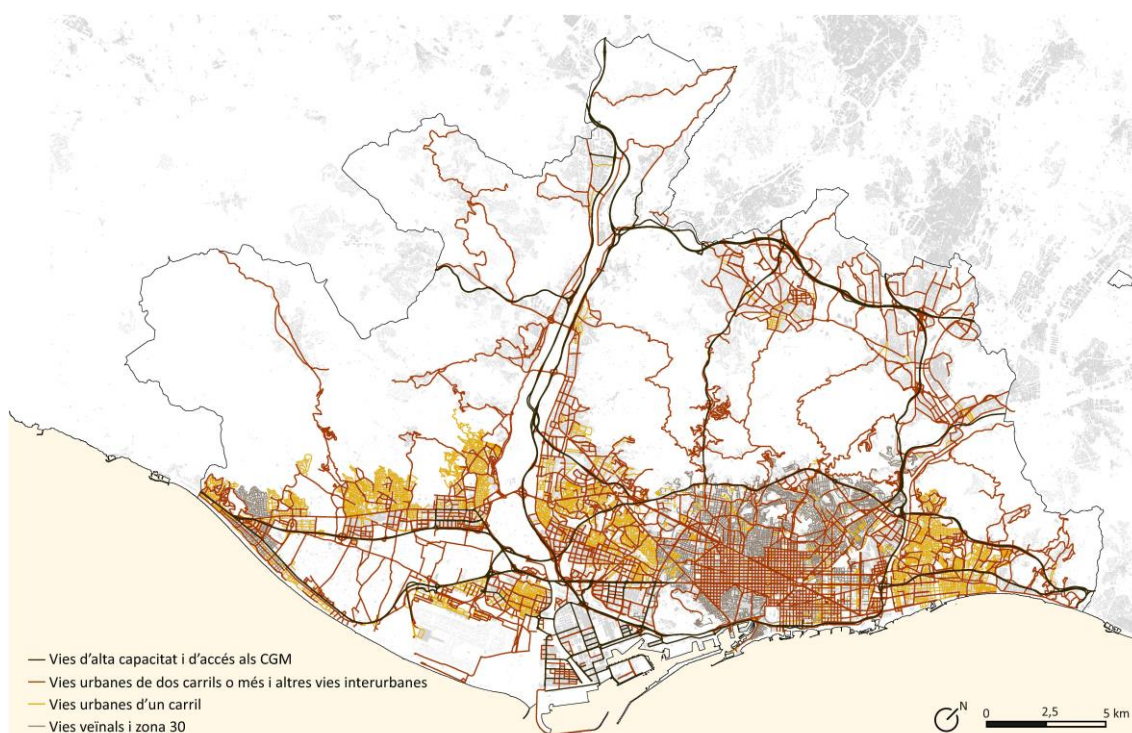 Vies d'alta capacitat i d'accés als CGM
Vies urbanes de dos carrils o més i altres vies interurbanes
Vies urbanes d'un carril
Vies veïnals i zona 30
N
0 2,5 5 km